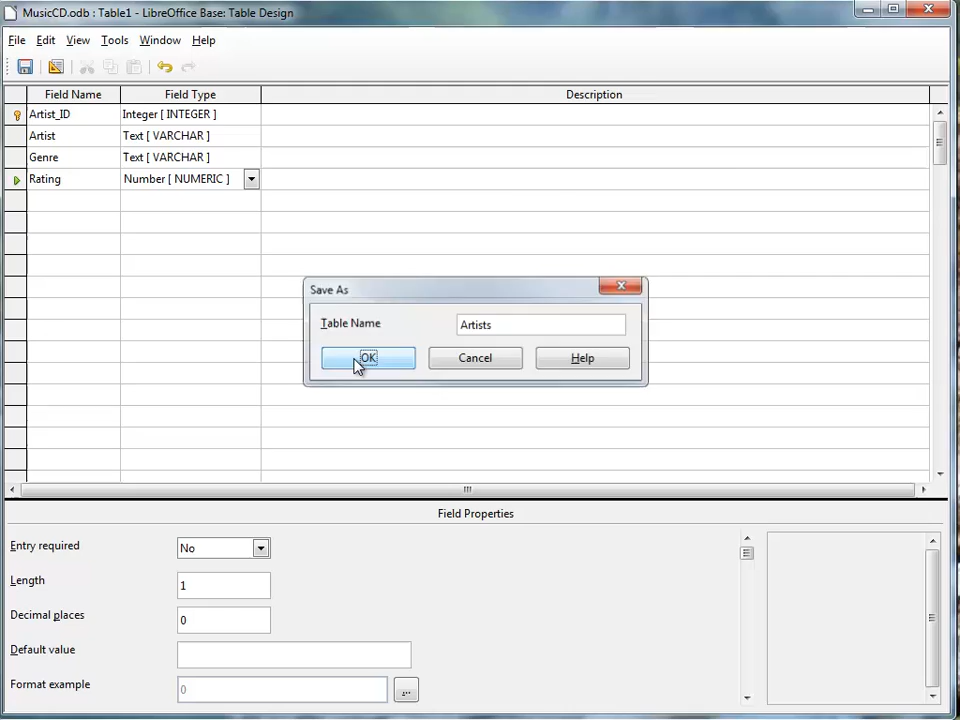 MusicCD.odb : Table1 - LibreOffice Base: Table Design
File Edit View Tools Window Help
Field Name Field Type Description
Artist_ID Integer [ INTEGER ]
Artist Text [ VARCHAR ]
Genre Text [ VARCHAR ]
Rating Number [ NUMERIC ]
Save As
Table Name Artists
OK Cancel Help
Field Properties
Entry required No
Length 1
Decimal places 0
Default value
Format example 0 ...